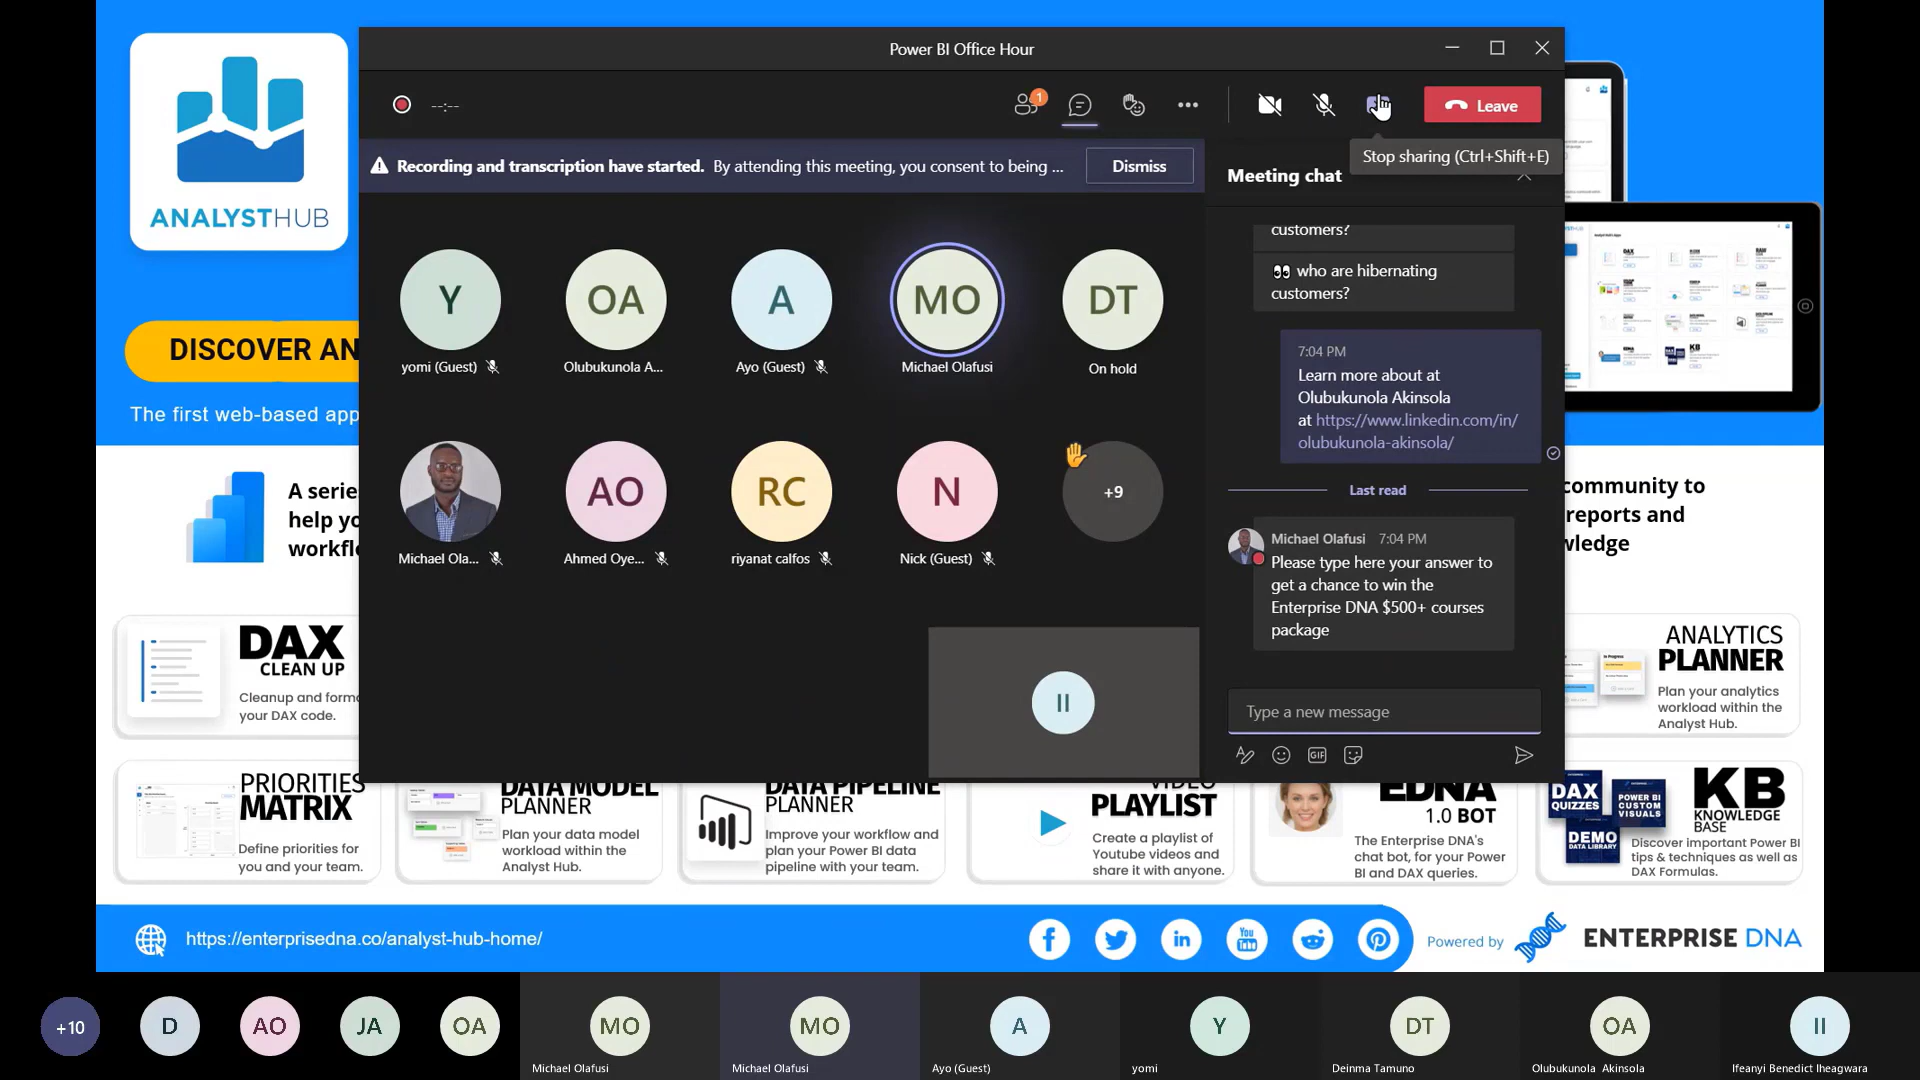 ANALYSTHUB
DISCOVER AN
The first web-based app
Power BI Office Hour
--:--
1
Leave
Stop sharing (Ctrl+Shift+E)
Recording and transcription have started. By attending this meeting, you consent to being ...
Dismiss
Meeting chat
Y
OA
A
MO
DT
yomi (Guest)
Olubukunola A...
Ayo (Guest)
Michael Olafusi
On hold
AO
RC
N
+9
Michael Ola...
Ahmed Oye...
riyanat calfos
Nick (Guest)
II
customers?
👀 who are hibernating
customers?
7:04 PM
Learn more about at
Olubukunola Akinsola
at https://www.linkedin.com/in/
olubukunola-akinsola/
Last read
Michael Olafusi 7:04 PM
Please type here your answer to
get a chance to win the
Enterprise DNA $500+ courses
package
Type a new message
GIF
A serie
help yo
workfl
community to
reports and
wledge
DAX
CLEAN UP
Cleanup and forma
your DAX code.
ANALYTICS
PLANNER
Plan your analytics
workload within the
Analyst Hub.
PRIORITIES
MATRIX
Define priorities for
you and your team.
DATA MODEL
PLANNER
Plan your data model
workload within the
Analyst Hub.
DATA PIPELINE
PLANNER
Improve your workflow and
plan your Power BI data
pipeline with your team.
VIDEO
PLAYLIST
Create a playlist of
Youtube videos and
share it with anyone.
EDNA
1.0 BOT
The Enterprise DNA's
chat bot, for your Power
BI and DAX queries.
DAX
QUIZZES
POWER BI
CUSTOM
VISUALS
DEMO
DATA LIBRARY
KB
KNOWLEDGE
BASE
Discover important Power BI
tips & techniques as well as
DAX Formulas.
https://enterprisedna.co/analyst-hub-home/
You
Tube
Powered by
ENTERPRISE DNA
+10
D
AO
JA
OA
MO
MO
A
Y
DT
OA
II
Michael Olafusi
Michael Olafusi
Ayo (Guest)
yomi
Deinma Tamuno
Olubukunola Akinsola
Ifeanyi Benedict Iheagwara